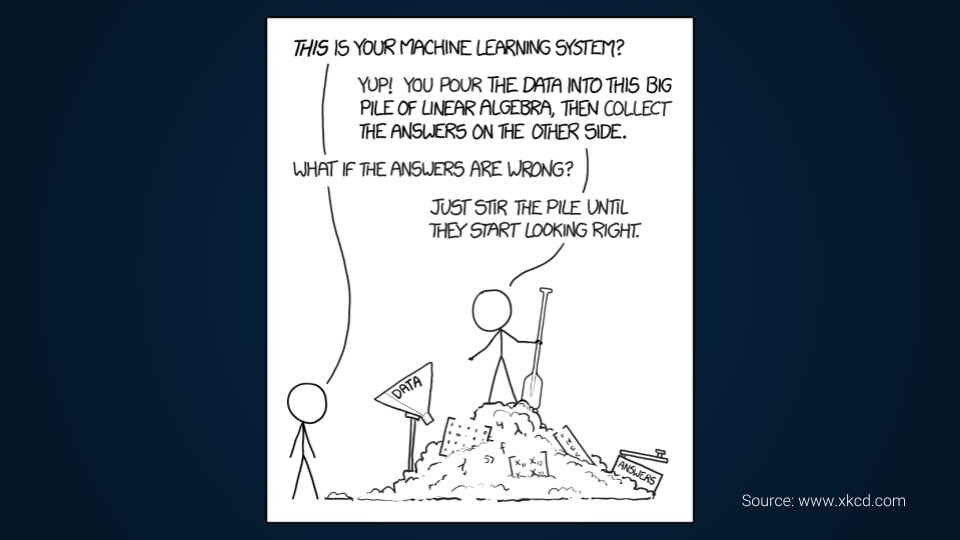 THIS IS YOUR MACHINE LEARNING SYSTEM?
YUP! YOU POUR THE DATA INTO THIS BIG
PILE OF LINEAR ALGEBRA, THEN COLLECT
THE ANSWERS ON THE OTHER SIDE.
WHAT IF THE ANSWERS ARE WRONG?
JUST STIR THE PILE UNTIL
THEY START LOOKING RIGHT.
DATA
ANSWERS
Source: www.xkcd.com